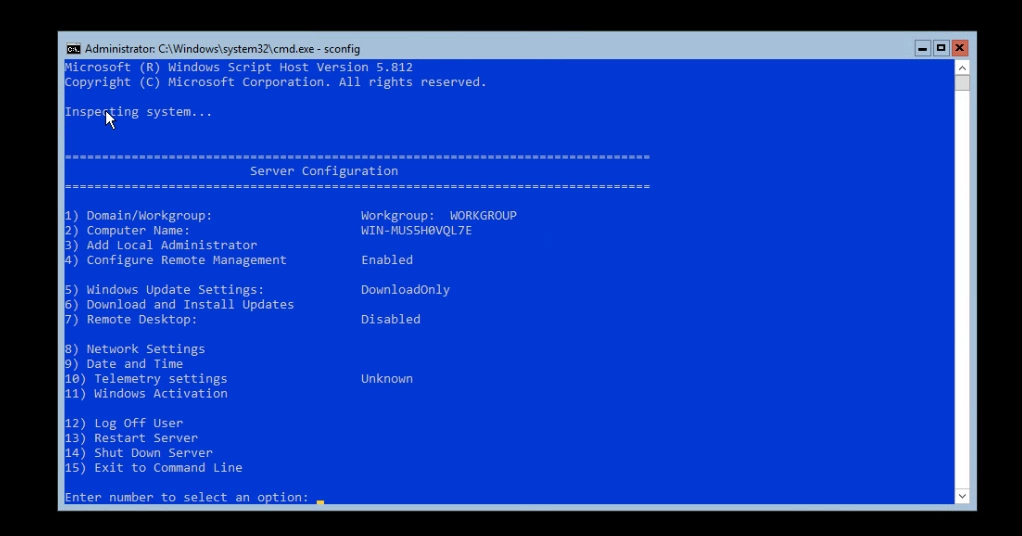 Administrator: C:\Windows\system32\cmd.exe - sconfig
Microsoft (R) Windows Script Host Version 5.812
Copyright (C) Microsoft Corporation. All rights reserved.
Inspecting system...
===============================================================================
Server Configuration
===============================================================================
1) Domain/Workgroup: Workgroup: WORKGROUP
2) Computer Name: WIN-MUS5H0VQL7E
3) Add Local Administrator
4) Configure Remote Management Enabled
5) Windows Update Settings: DownloadOnly
6) Download and Install Updates
7) Remote Desktop: Disabled
8) Network Settings
9) Date and Time
10) Telemetry settings Unknown
11) Windows Activation
12) Log Off User
13) Restart Server
14) Shut Down Server
15) Exit to Command Line
Enter number to select an option: